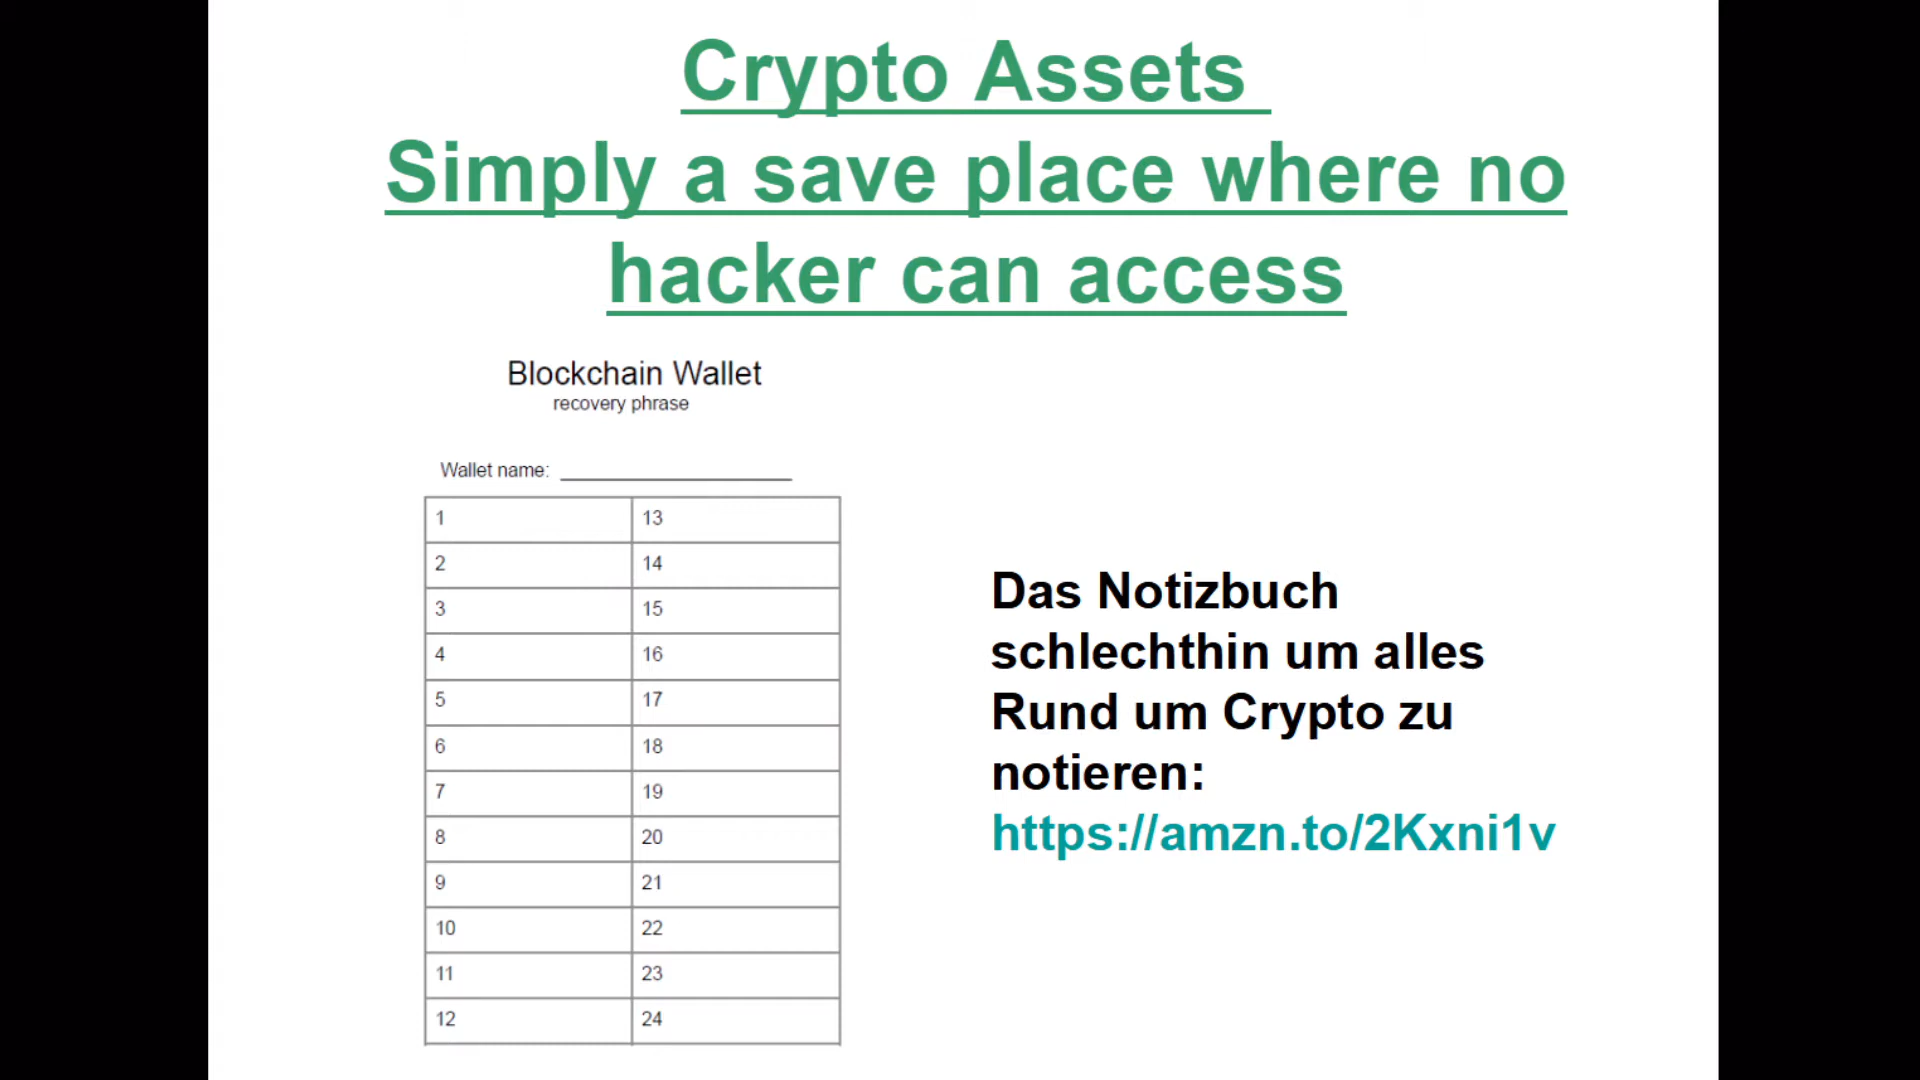 Crypto Assets
Simply a save place where no
hacker can access
Blockchain Wallet
recovery phrase
Wallet name: ____________________
1 13
2 14
3 15
4 16
5 17
6 18
7 19
8 20
9 21
10 22
11 23
12 24
Das Notizbuch
schlechthin um alles
Rund um Crypto zu
notieren:
https://amzn.to/2Kxni1v